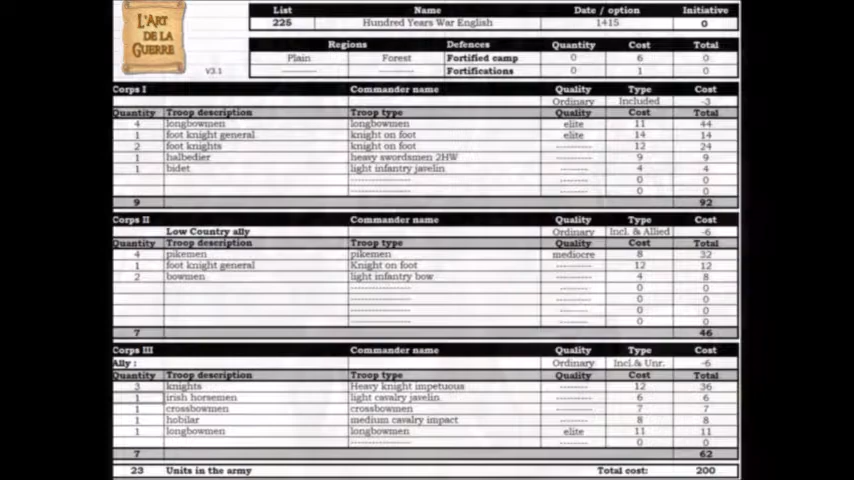 L'ART DE LA GUERRE
V3.1
List Name Date / option Initiative
225 Hundred Years War English 1415 0
Regions Defences Quantity Cost Total
Plain Forest Fortified camp 0 6 0
---------- ---------- Fortifications 0 1 0
Corps I Commander name Quality Type Cost
Ordinary Included -3
Quantity Troop description Troop type Quality Cost Total
4 longbowmen longbowmen elite 11 44
1 foot knight general knight on foot elite 14 14
2 foot knights knight on foot ---------- 12 24
1 halbedier heavy swordsmen 2HW -------- 9 9
1 bidet light infantry javelin -------- 4 4
------------------ 0 0
------------------ 0 0
9 92
Corps II Commander name Quality Type Cost
Low Country ally Ordinary Incl. & Allied -6
Quantity Troop description Troop type Quality Cost Total
4 pikemen pikemen mediocre 8 32
1 foot knight general Knight on foot ---------- 12 12
2 bowmen light infantry bow ---------- 4 8
------------------ 0 0
------------------ 0 0
------------------ 0 0
------------------ 0 0
7 46
Corps III Commander name Quality Type Cost
Ally : Ordinary Incl.& Unr. -6
Quantity Troop description Troop type Quality Cost Total
3 knights Heavy knight impetuous -------- 12 36
1 irish horsemen light cavalry javelin -------- 6 6
1 crossbowmen crossbowmen ---------- 7 7
1 hobilar medium cavalry impact -------- 8 8
1 longbowmen longbowmen elite 11 11
------------------ 0 0
7 62
23 Units in the army Total cost: 200